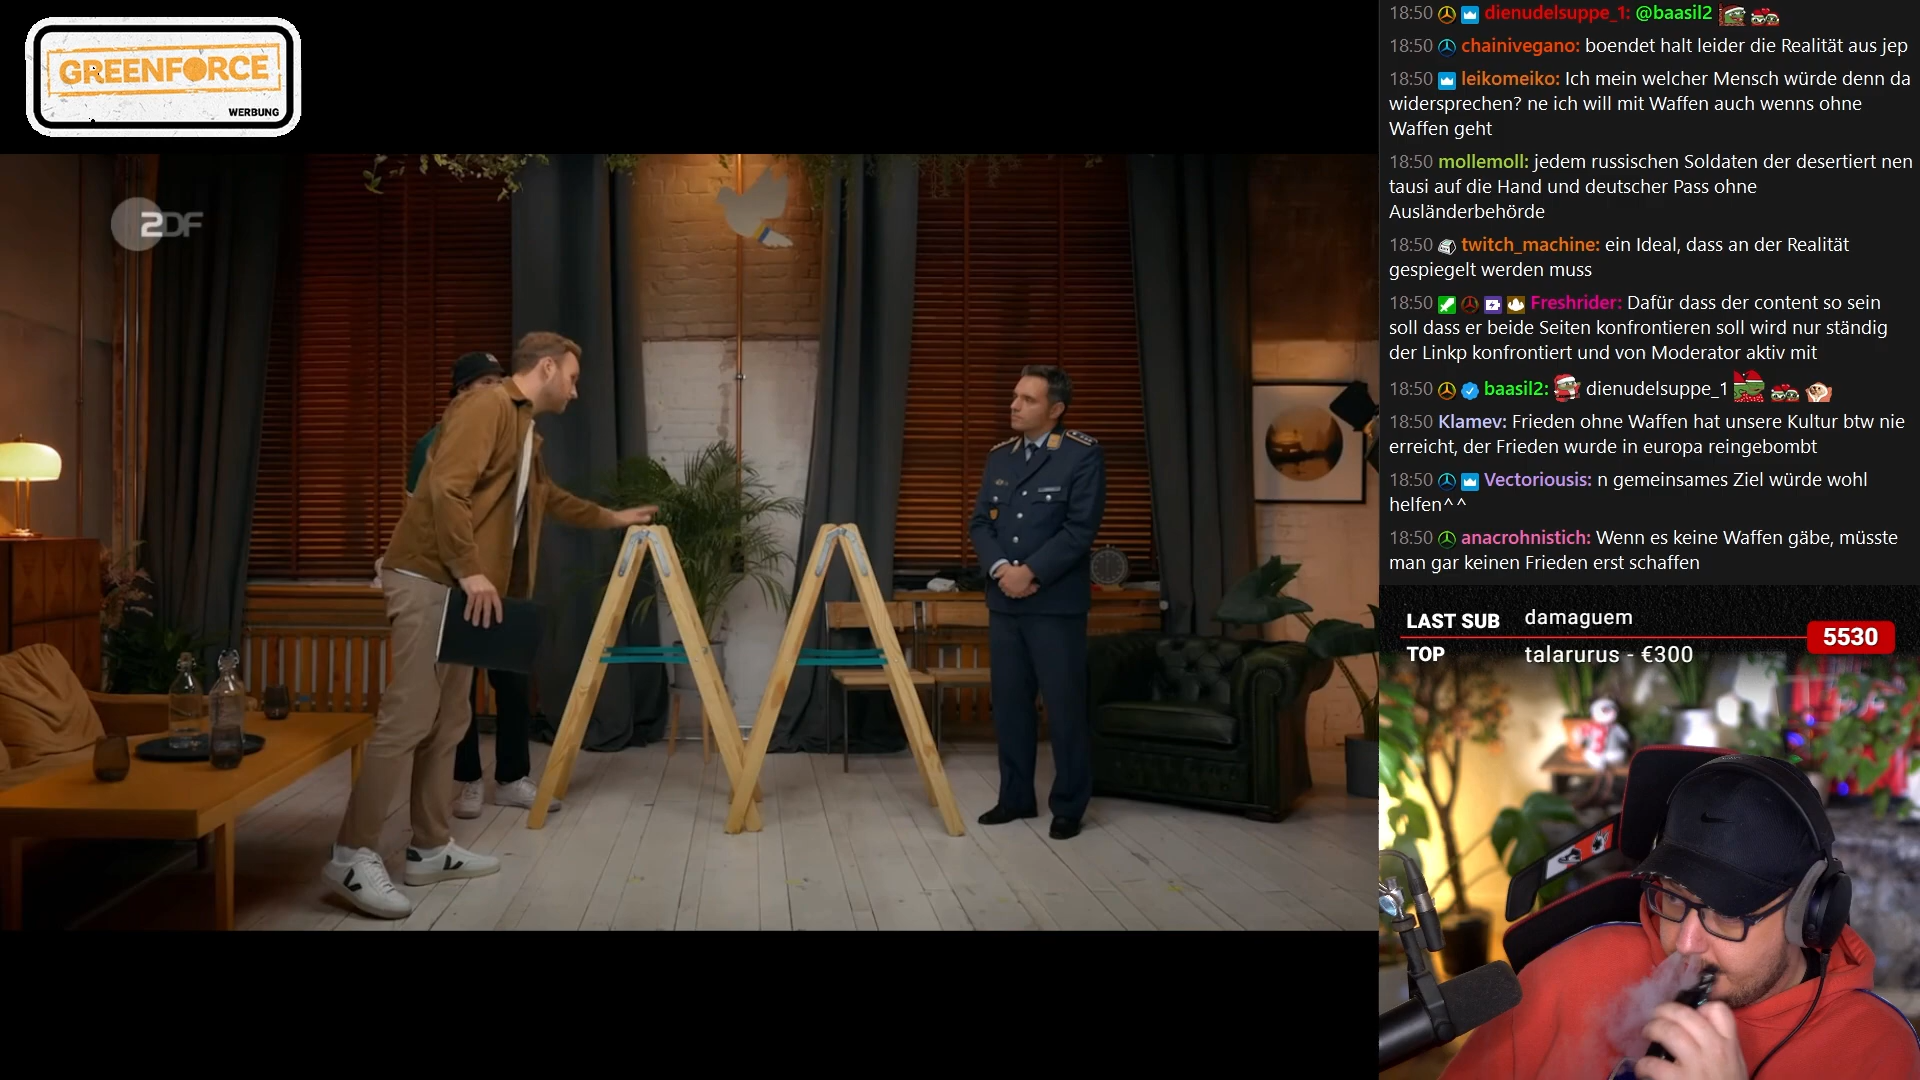 GREENFORCE
WERBUNG
2DF
18:50 dienudelsuppe_1: @baasil2
18:50 chainivegano: boendet halt leider die Realität aus jep
18:50 leikomeiko: Ich mein welcher Mensch würde denn da
widersprechen? ne ich will mit Waffen auch wenns ohne
Waffen geht
18:50 mollemoll: jedem russischen Soldaten der desertiert nen
tausi auf die Hand und deutscher Pass ohne
Ausländerbehörde
18:50 twitch_machine: ein Ideal, dass an der Realität
gespiegelt werden muss
18:50 Freshrider: Dafür dass der content so sein
soll dass er beide Seiten konfrontieren soll wird nur ständig
der Linkp konfrontiert und von Moderator aktiv mit
18:50 baasil2: dienudelsuppe_1
18:50 Klamev: Frieden ohne Waffen hat unsere Kultur btw nie
erreicht, der Frieden wurde in europa reingebombt
18:50 Vectoriousis: n gemeinsames Ziel würde wohl
helfen^^
18:50 anacrohnistich: Wenn es keine Waffen gäbe, müsste
man gar keinen Frieden erst schaffen
LAST SUB damaguem
5530
TOP talarurus - €300